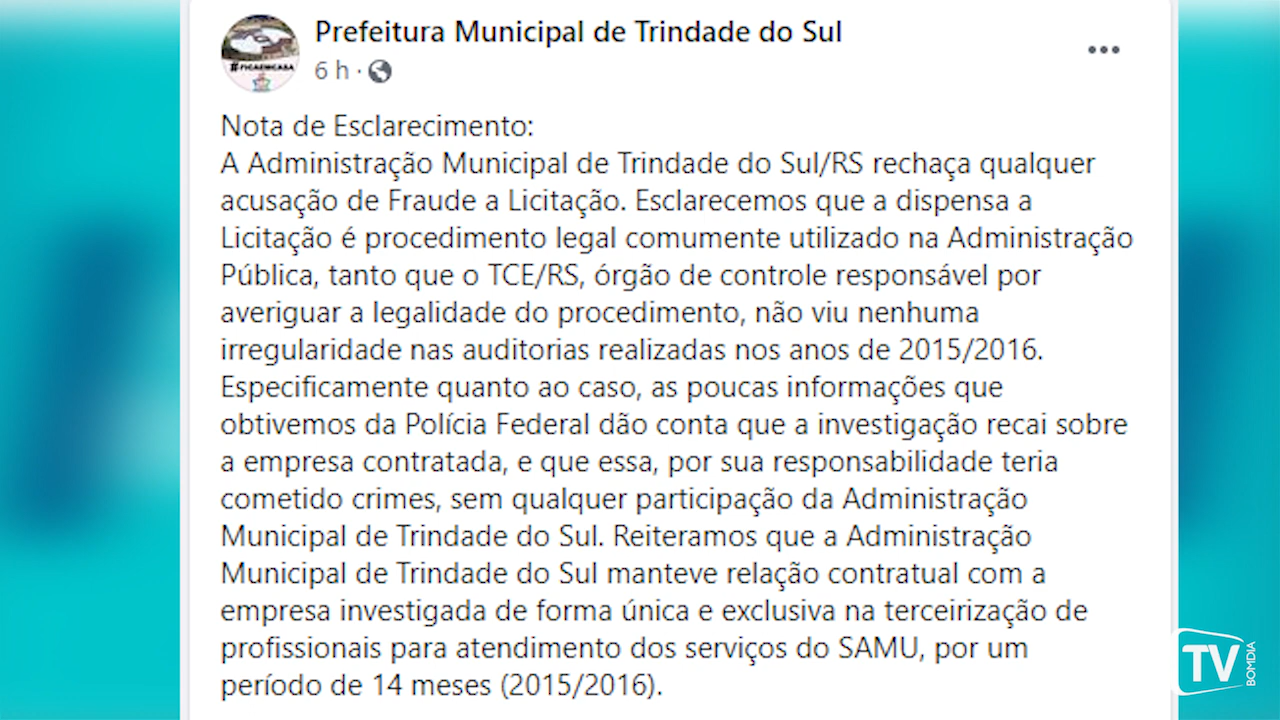 Prefeitura Municipal de Trindade do Sul
#FICAEMCASA
6 h ·
Nota de Esclarecimento:
A Administração Municipal de Trindade do Sul/RS rechaça qualquer
acusação de Fraude a Licitação. Esclarecemos que a dispensa a
Licitação é procedimento legal comumente utilizado na Administração
Pública, tanto que o TCE/RS, órgão de controle responsável por
averiguar a legalidade do procedimento, não viu nenhuma
irregularidade nas auditorias realizadas nos anos de 2015/2016.
Especificamente quanto ao caso, as poucas informações que
obtivemos da Polícia Federal dão conta que a investigação recai sobre
a empresa contratada, e que essa, por sua responsabilidade teria
cometido crimes, sem qualquer participação da Administração
Municipal de Trindade do Sul. Reiteramos que a Administração
Municipal de Trindade do Sul manteve relação contratual com a
empresa investigada de forma única e exclusiva na terceirização de
profissionais para atendimento dos serviços do SAMU, por um
período de 14 meses (2015/2016).
TV
BOMDIA